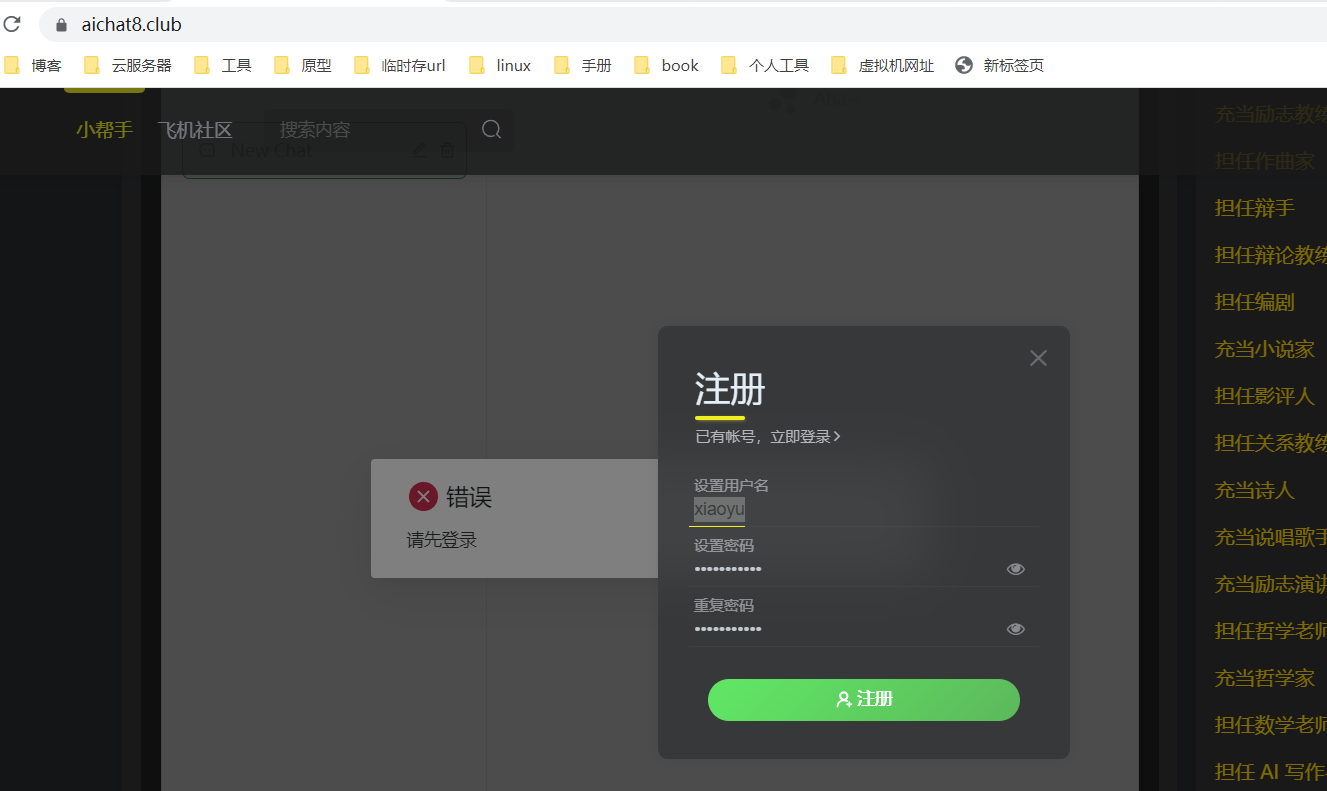 aichat8.club
博客 云服务器 工具 原型 临时存url linux 手册 book 个人工具 虚拟机网址 新标签页
小帮手 飞机社区 搜索内容
New Chat
充当励志教练
担任作曲家
担任辩手
担任辩论教练
担任编剧
充当小说家
担任影评人
担任关系教练
充当诗人
充当说唱歌手
充当励志演讲
担任哲学老师
充当哲学家
担任数学老师
担任 AI 写作
错误
请先登录
注册
已有帐号，立即登录
设置用户名
xiaoyu
设置密码
•••••••••••
重复密码
•••••••••••
注册